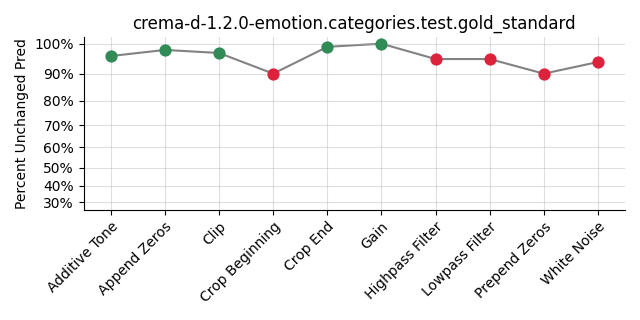 crema-d-1.2.0-emotion.categories.test.gold_standard
Percent Unchanged Pred
100%
90%
80%
70%
60%
50%
40%
30%
Additive Tone
Append Zeros
Clip
Crop Beginning
Crop End
Gain
Highpass Filter
Lowpass Filter
Prepend Zeros
White Noise